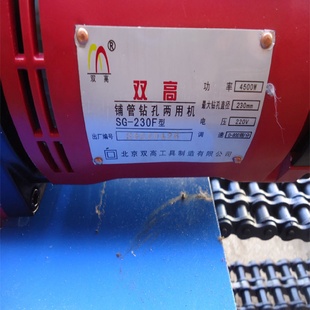 ®
双高
双高
铺管钻孔两用机
SG-230F型
出厂编号
功率 4500W
最大钻孔直径 230mm
电压 220V
调速
北京双高工具制造有限公司